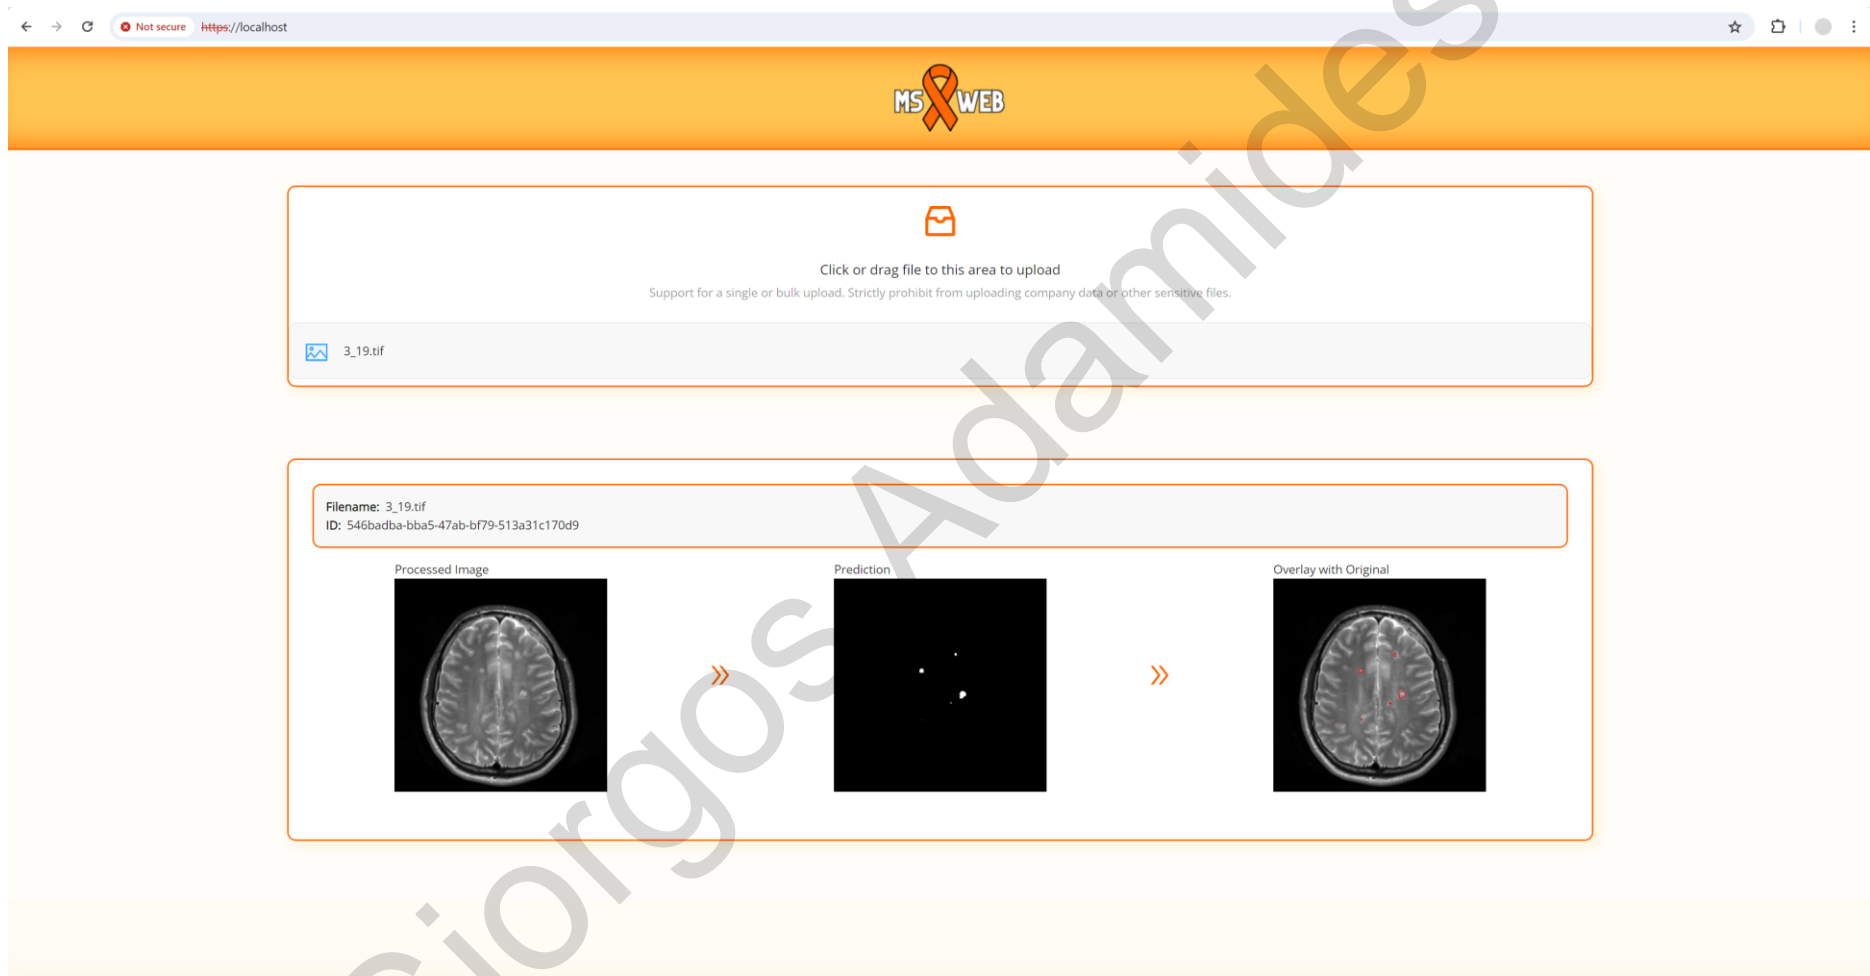 Not secure https://localhost
MS WEB
Click or drag file to this area to upload
Support for a single or bulk upload. Strictly prohibit from uploading company data or other sensitive files.
3_19.tif
Filename: 3_19.tif
ID: 546badba-bba5-47ab-bf79-513a31c170d9
Processed Image
Prediction
Overlay with Original
Giorgos Adamides